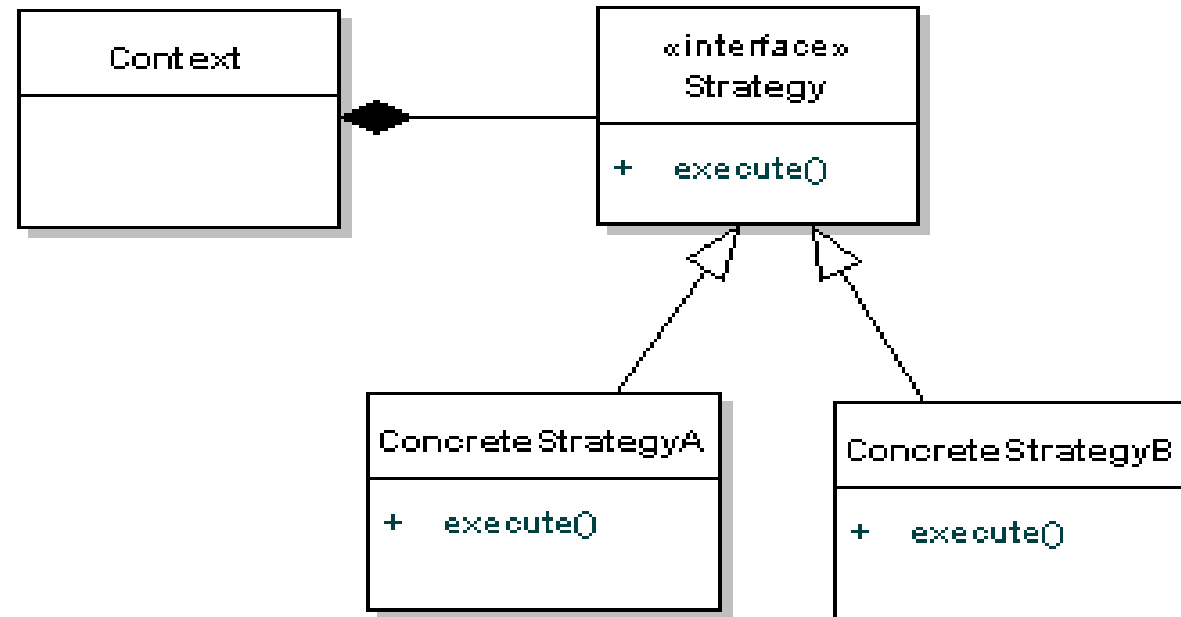 Context
«interface»
Strategy
+ execute()
ConcreteStrategyA
+ execute()
ConcreteStrategyB
+ execute()